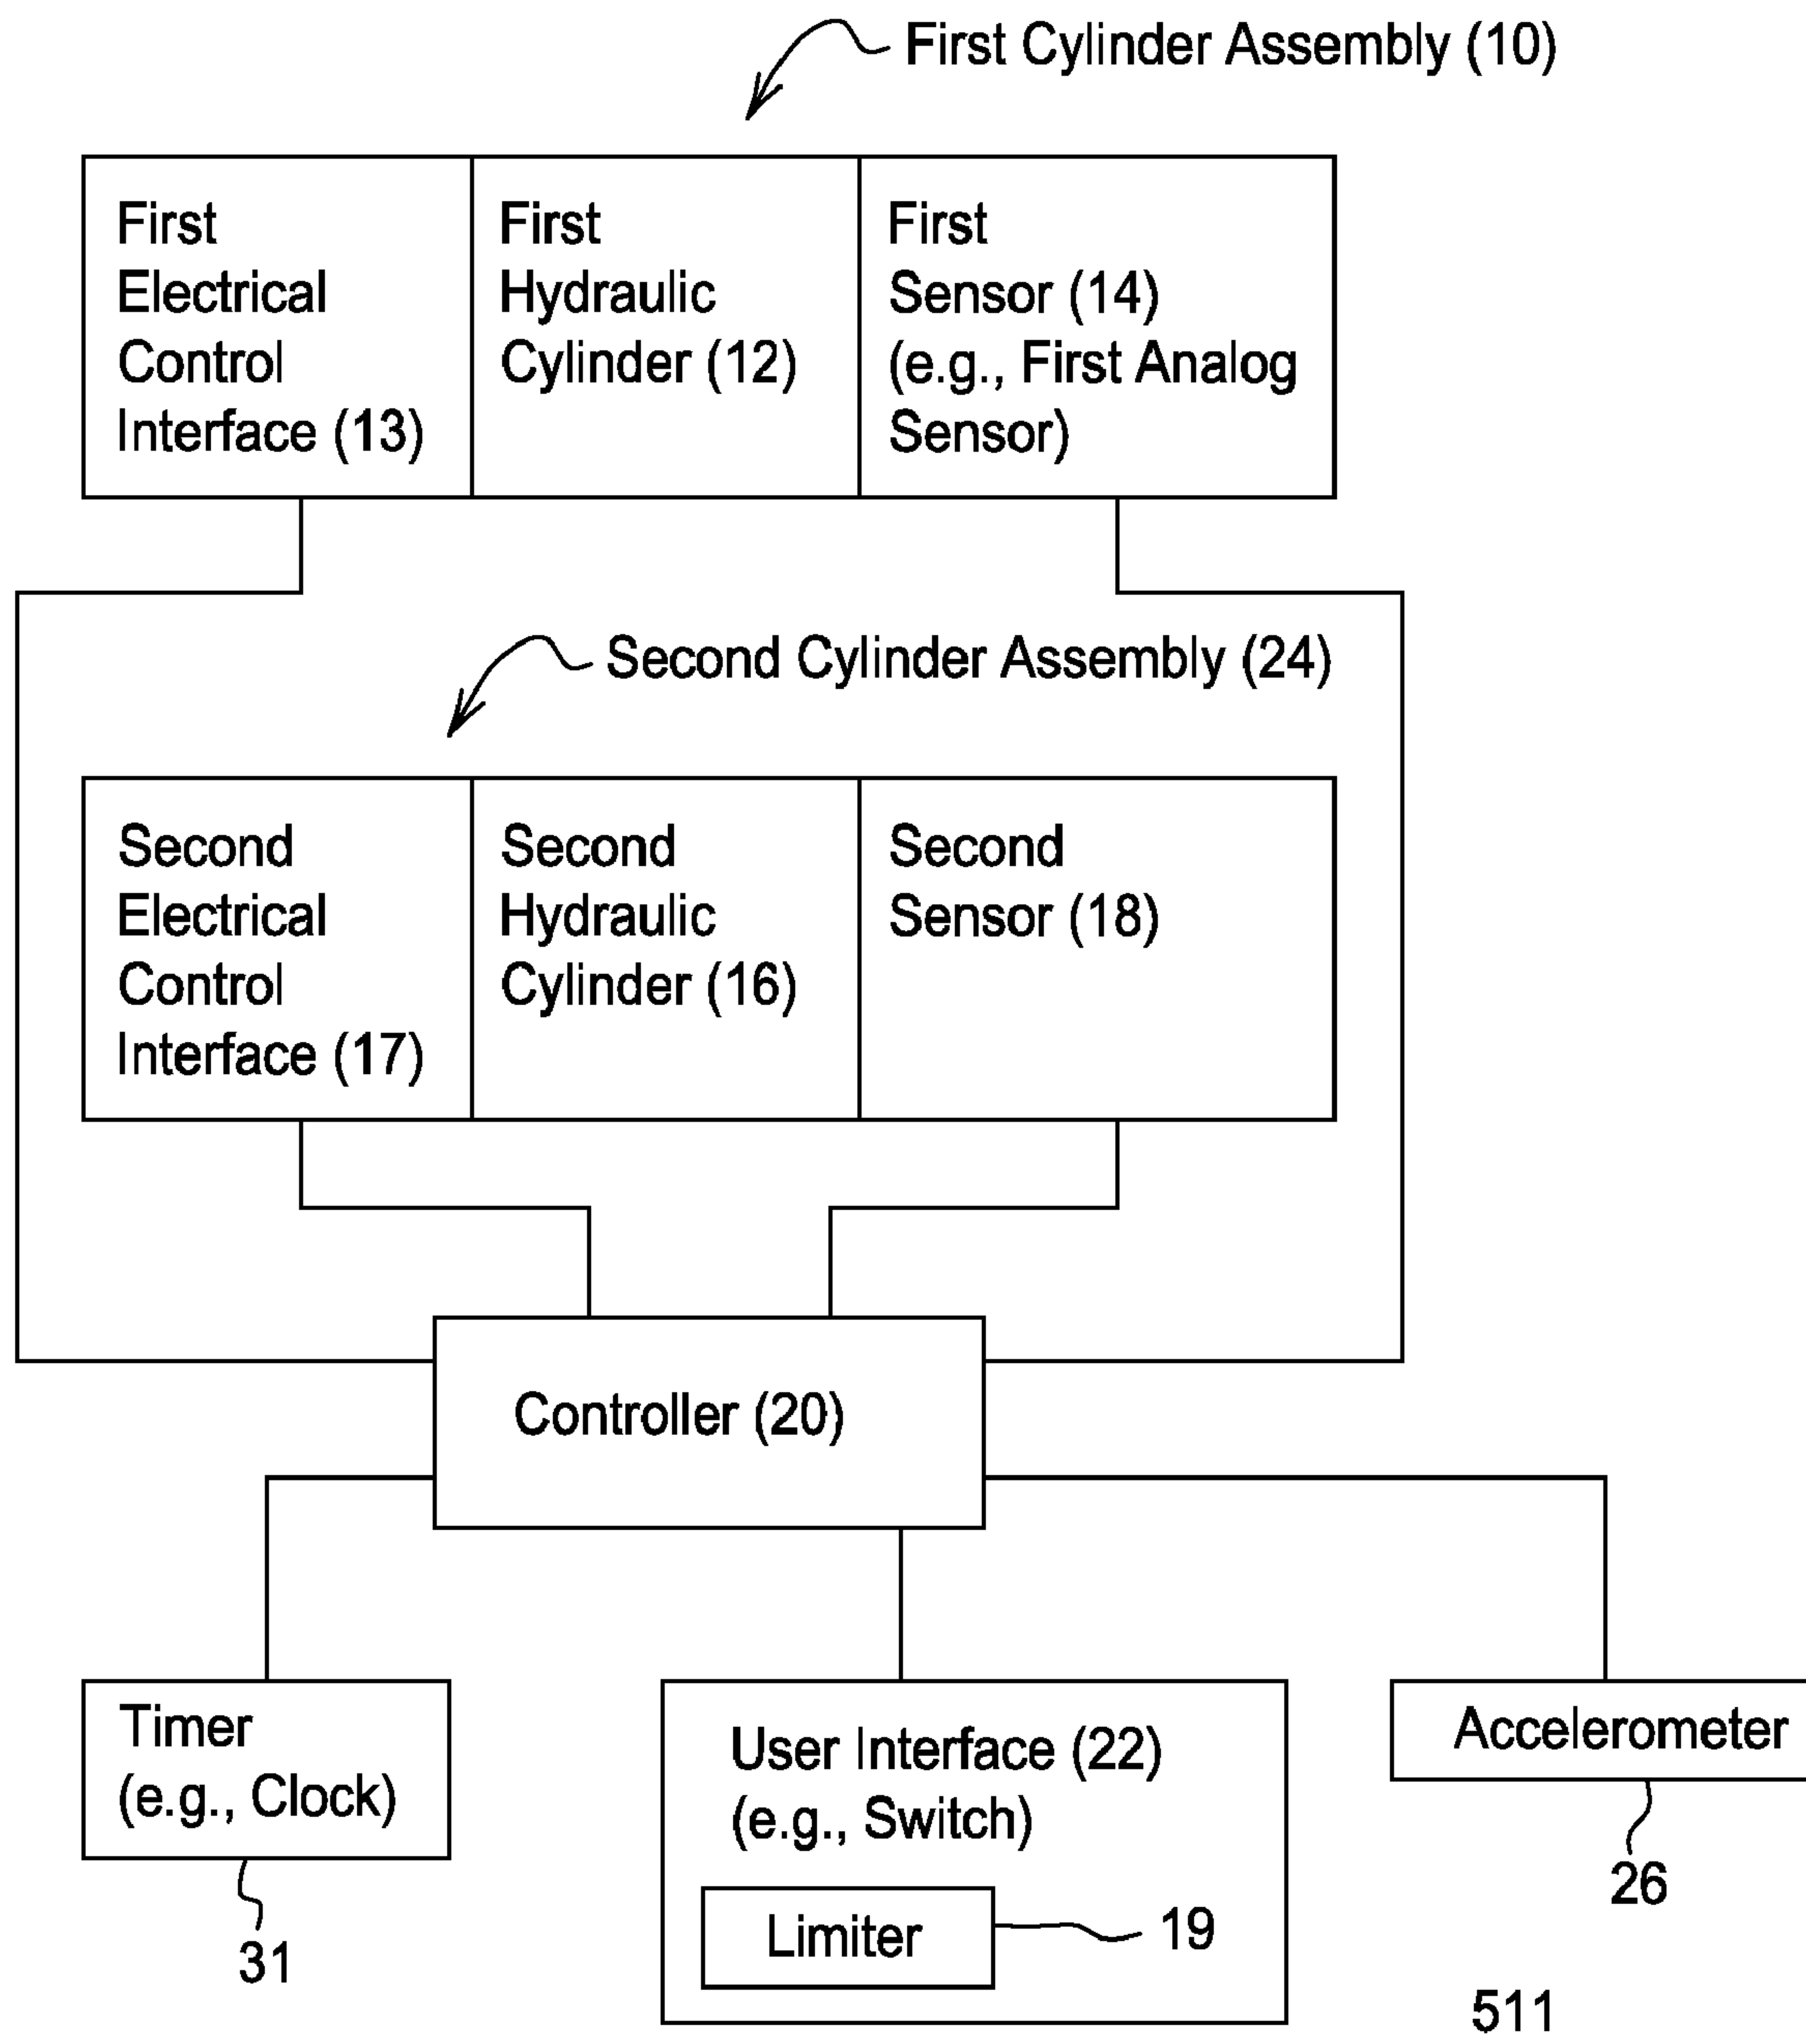 First Cylinder Assembly (10)
First
Electrical
Control
Interface (13)
First
Hydraulic
Cylinder (12)
First
Sensor (14)
(e.g., First Analog
Sensor)
Second Cylinder Assembly (24)
Second
Electrical
Control
Interface (17)
Second
Hydraulic
Cylinder (16)
Second
Sensor (18)
Controller (20)
Timer
(e.g., Clock)
31
User Interface (22)
(e.g., Switch)
Limiter
19
Accelerometer
26
511